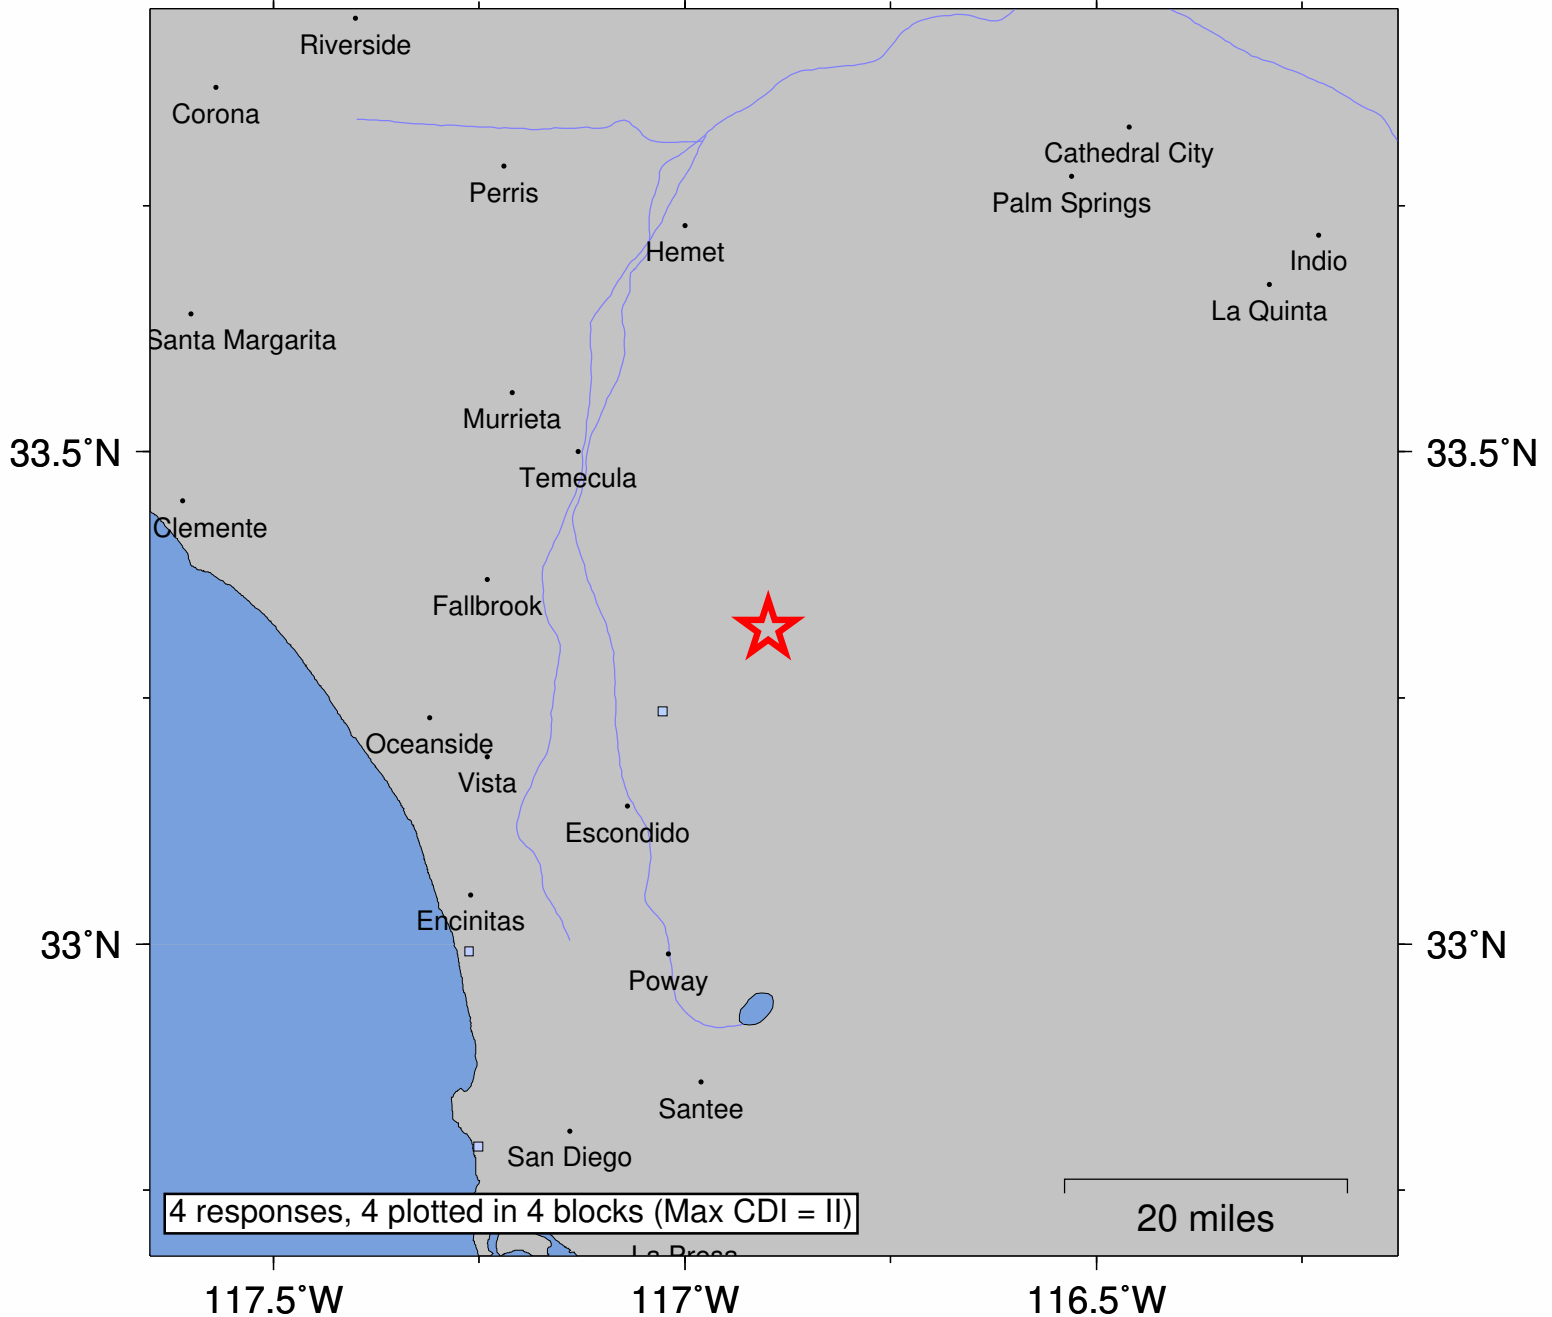 Riverside
Corona
Cathedral City
Perris
Palm Springs
Hemet
Indio
La Quinta
Santa Margarita
Murrieta
33.5°N
33.5°N
Temecula
Clemente
Fallbrook
Oceanside
Vista
Escondido
Encinitas
33°N
33°N
Poway
Santee
San Diego
4 responses, 4 plotted in 4 blocks (Max CDI = II)
20 miles
La Presa
117.5°W
117°W
116.5°W